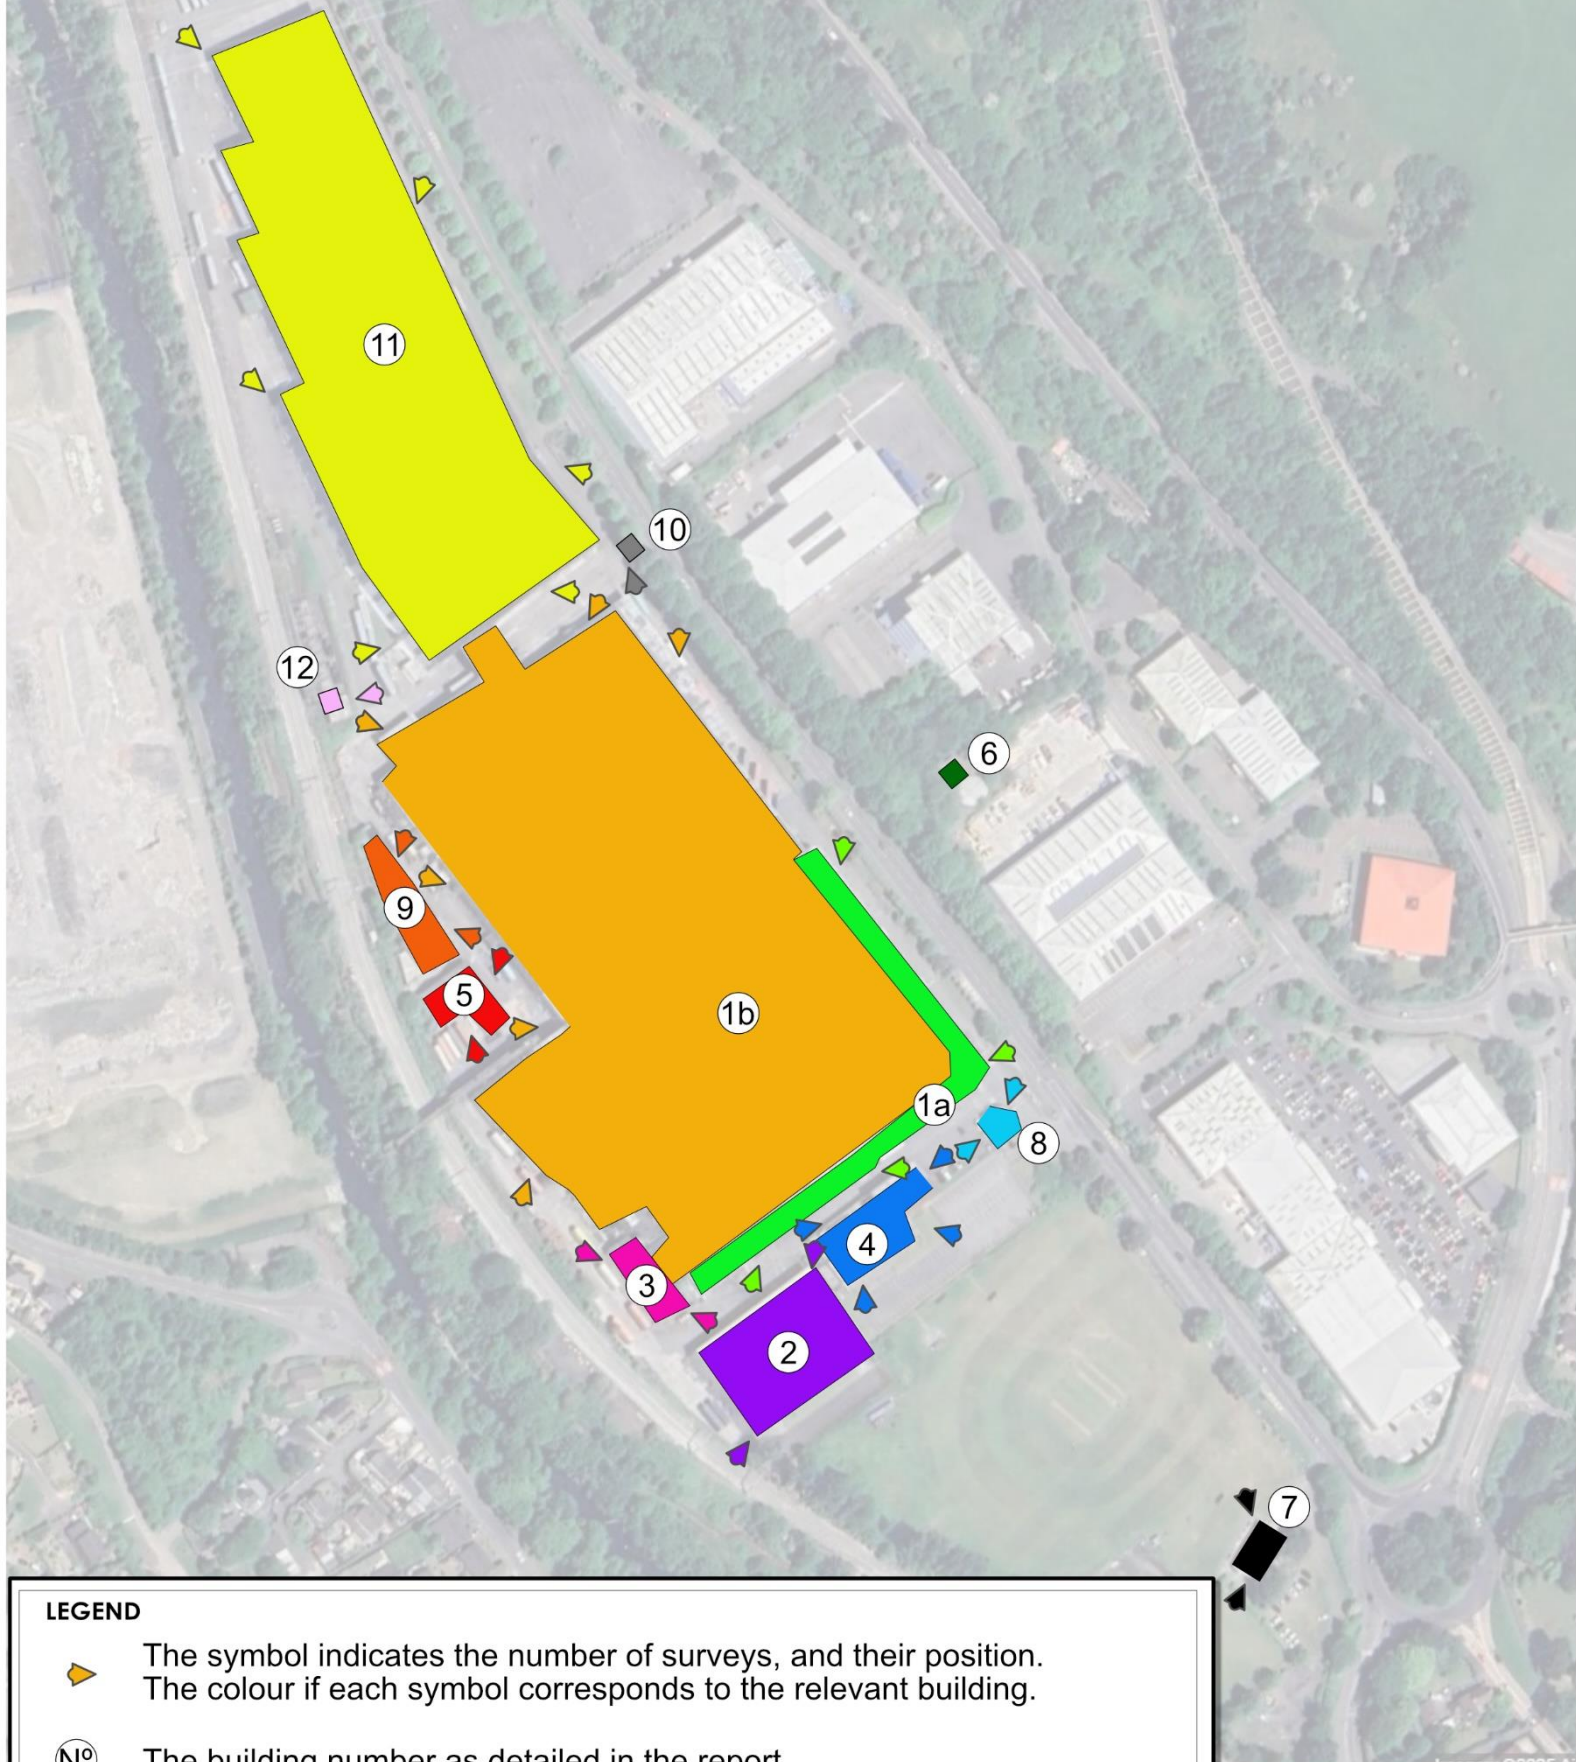 11
10
12
6
9
5
1b
1a
8
4
3
2
7
LEGEND
The symbol indicates the number of surveys, and their position.
The colour if each symbol corresponds to the relevant building.
Nº
The building number as detailed in the report